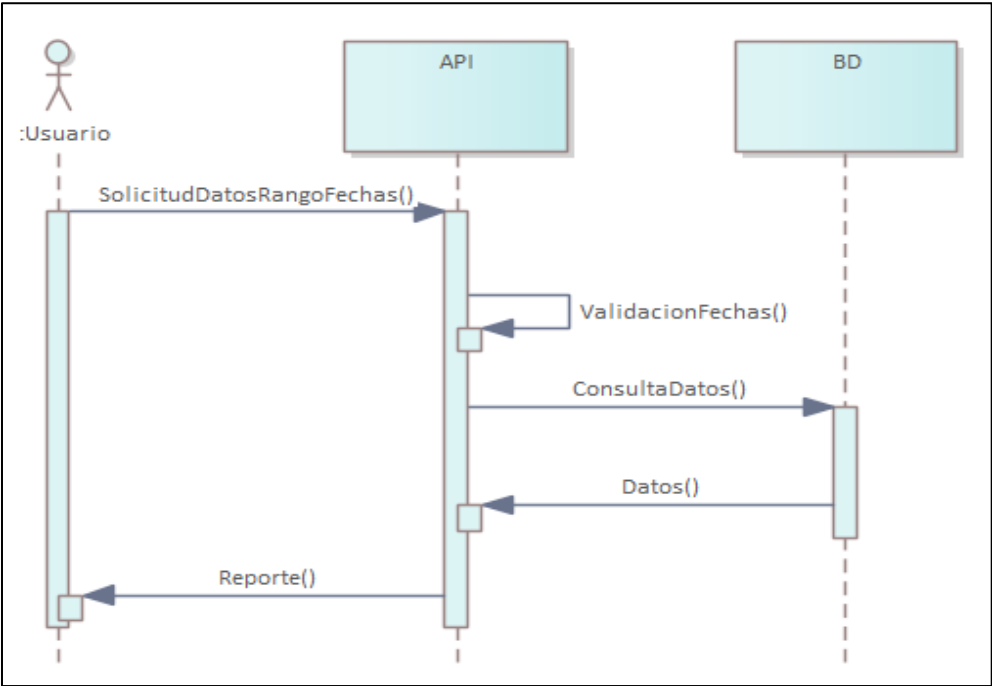 API
BD
:Usuario
SolicitudDatosRangoFechas()
ValidacionFechas()
ConsultaDatos()
Datos()
Reporte()